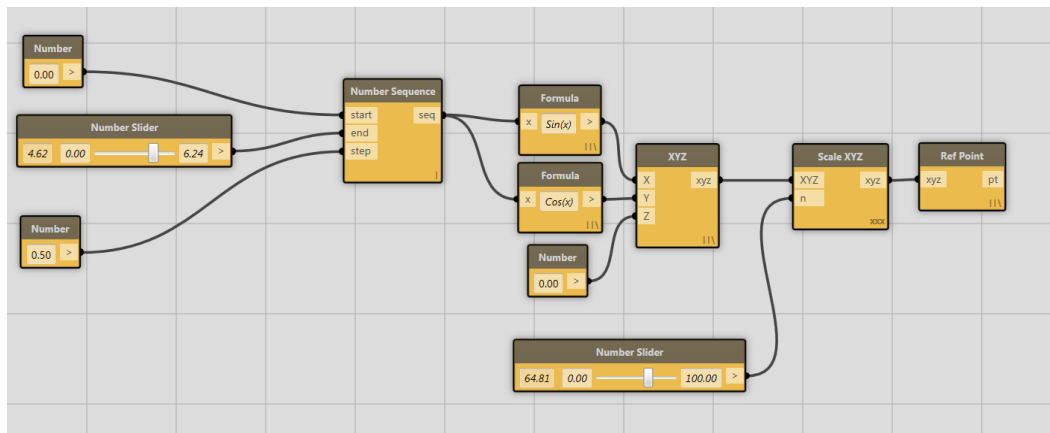 Number
0.00 >
Number Slider
4.62 0.00 6.24 >
Number
0.50 >
Number Sequence
start seq
end
step
|
Formula
x Sin(x) >
||\
Formula
x Cos(x) >
||\
Number
0.00 >
Number Slider
64.81 0.00 100.00 >
XYZ
X xyz
Y
Z
||\
Scale XYZ
XYZ xyz
n
xxx
Ref Point
xyz pt
||\